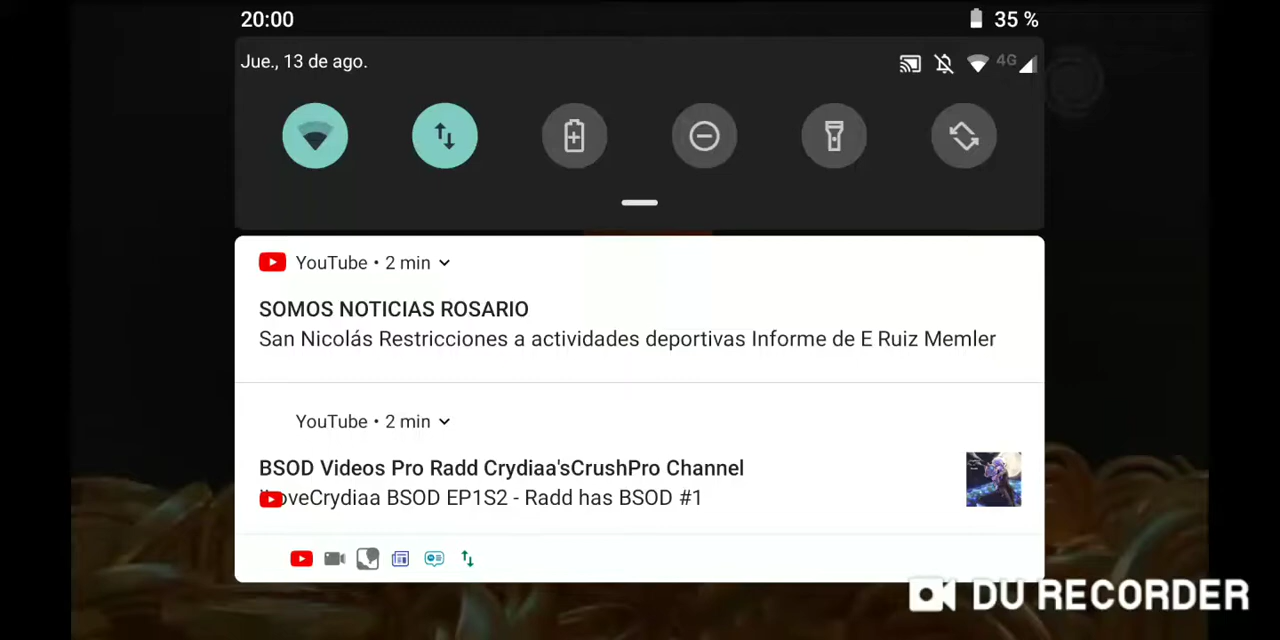 20:00
35 %
Jue., 13 de ago.
4G
YouTube • 2 min
SOMOS NOTICIAS ROSARIO
San Nicolás Restricciones a actividades deportivas Informe de E Ruiz Memler
YouTube • 2 min
BSOD Videos Pro Radd Crydiaa'sCrushPro Channel
BSOD EP1S2 - Radd has BSOD #1
DU RECORDER